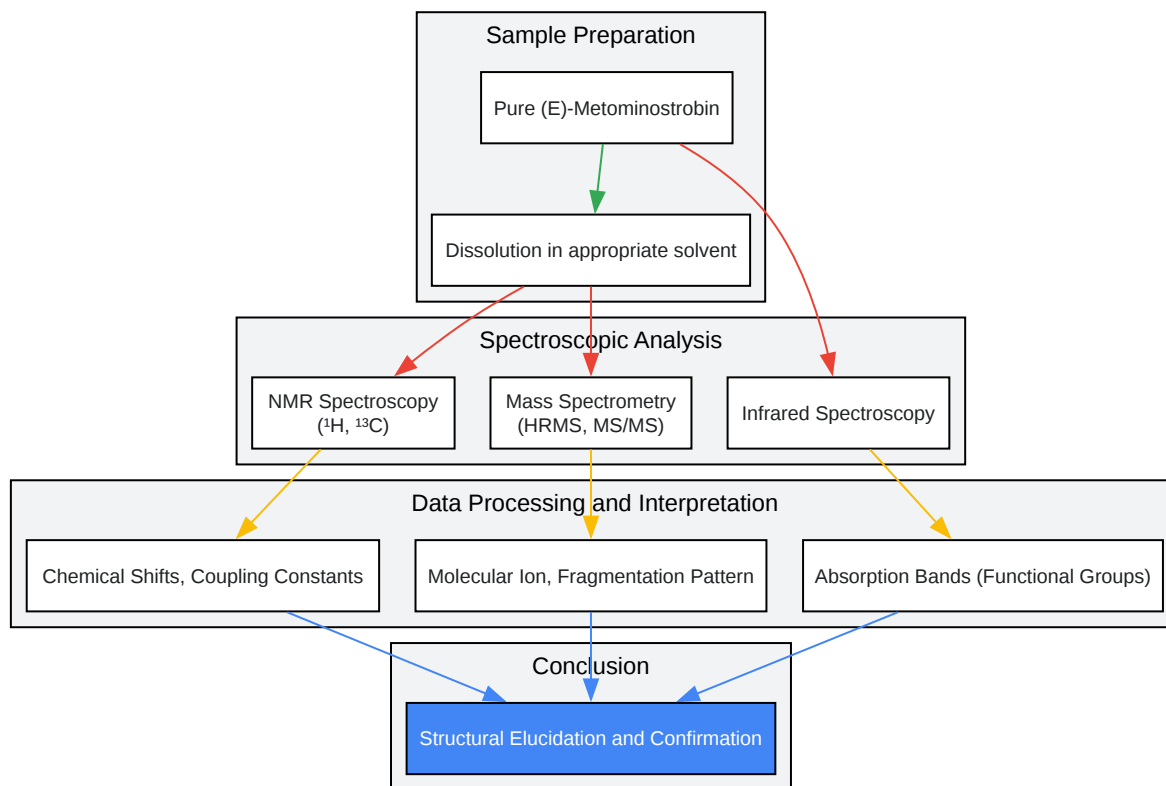 Sample Preparation
Pure (E)-Metominostrobin
Dissolution in appropriate solvent
Spectroscopic Analysis
NMR Spectroscopy
(¹H, ¹³C)
Mass Spectrometry
(HRMS, MS/MS)
Infrared Spectroscopy
Data Processing and Interpretation
Chemical Shifts, Coupling Constants
Molecular Ion, Fragmentation Pattern
Absorption Bands (Functional Groups)
Conclusion
Structural Elucidation and Confirmation